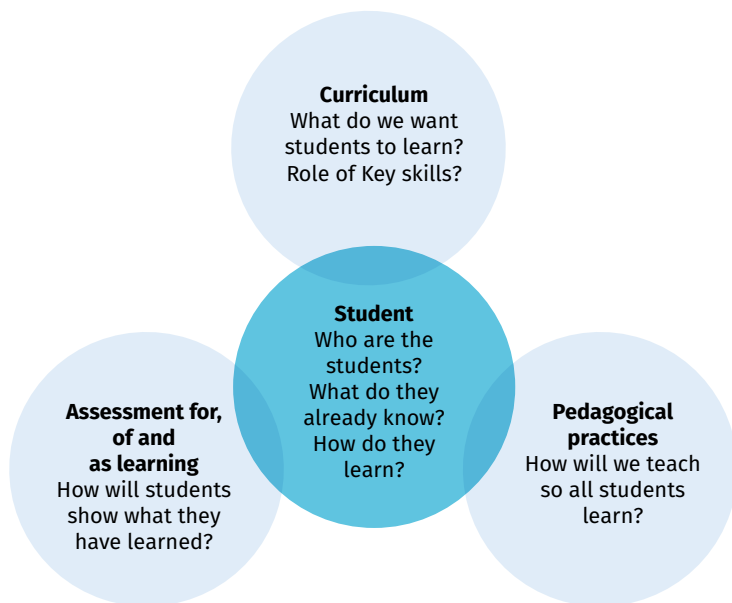 Curriculum
What do we want
students to learn?
Role of Key skills?
Student
Who are the
students?
What do they
already know?
How do they
learn?
Assessment for,
of and
as learning
How will students
show what they
have learned?
Pedagogical
practices
How will we teach
so all students
learn?